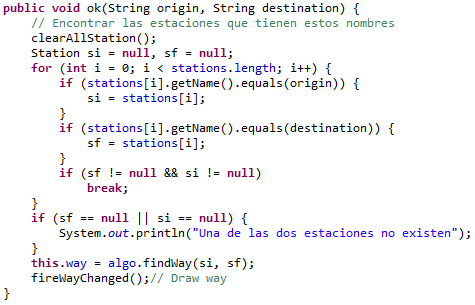 public void ok(String origin, String destination) {
    // Encontrar las estaciones que tienen estos nombres
    clearAllStation();
    Station si = null, sf = null;
    for (int i = 0; i < stations.length; i++) {
        if (stations[i].getName().equals(origin)) {
            si = stations[i];
        }
        if (stations[i].getName().equals(destination)) {
            sf = stations[i];
        }
        if (sf != null && si != null)
            break;
    }
    if (sf == null || si == null) {
        System.out.println("Una de las dos estaciones no existen");
    }
    this.way = algo.findWay(si, sf);
    fireWayChanged();// Draw way
}